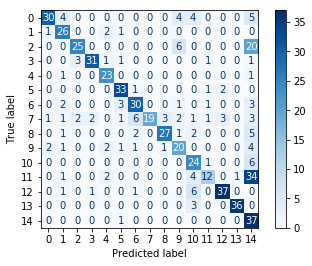 0 30 4 0 0 0 0 0 0 0 4 4 0 0 0 5
1 1 26 0 0 2 1 0 0 0 0 0 0 0 0 0
2 0 0 25 0 0 0 0 0 0 6 0 0 0 0 20
3 0 0 3 31 1 1 0 0 0 0 0 1 0 0 1
4 0 1 0 0 23 0 0 0 0 0 0 1 0 0 0
5 0 0 0 0 0 33 1 0 0 0 0 1 2 0 0
6 0 2 0 0 0 3 30 0 0 1 0 1 0 0 3
7 1 1 2 2 0 1 6 19 3 1 2 1 3 0 3
8 0 1 0 0 0 0 2 0 27 1 2 0 0 0 5
9 2 1 0 0 2 1 1 0 1 20 0 0 0 0 4
10 0 0 0 0 0 0 0 0 0 0 24 1 0 0 6
11 0 1 0 0 2 0 0 0 0 0 4 12 1 0 34
12 0 0 0 1 0 0 1 0 0 0 6 0 37 0 0
13 0 0 0 0 0 0 0 0 0 0 3 0 0 36 0
14 0 0 0 0 0 1 0 0 0 0 0 0 0 0 37
0 1 2 3 4 5 6 7 8 9 10 11 12 13 14
Predicted label
True label
35
30
25
20
15
10
5
0